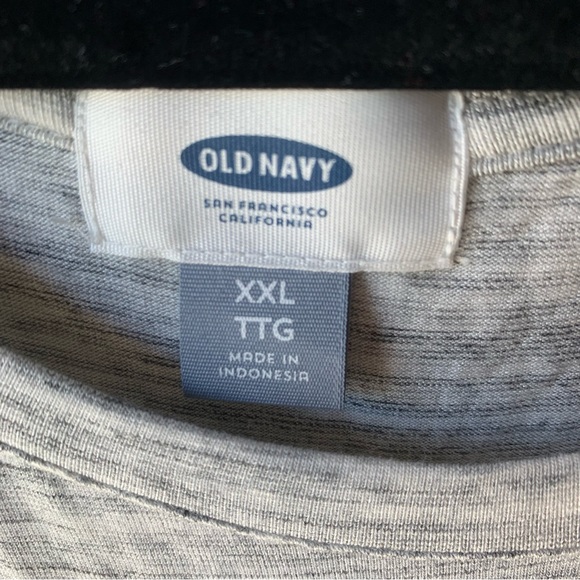 OLD NAVY
SAN FRANCISCO
CALIFORNIA
XXL
TTG
MADE IN
INDONESIA